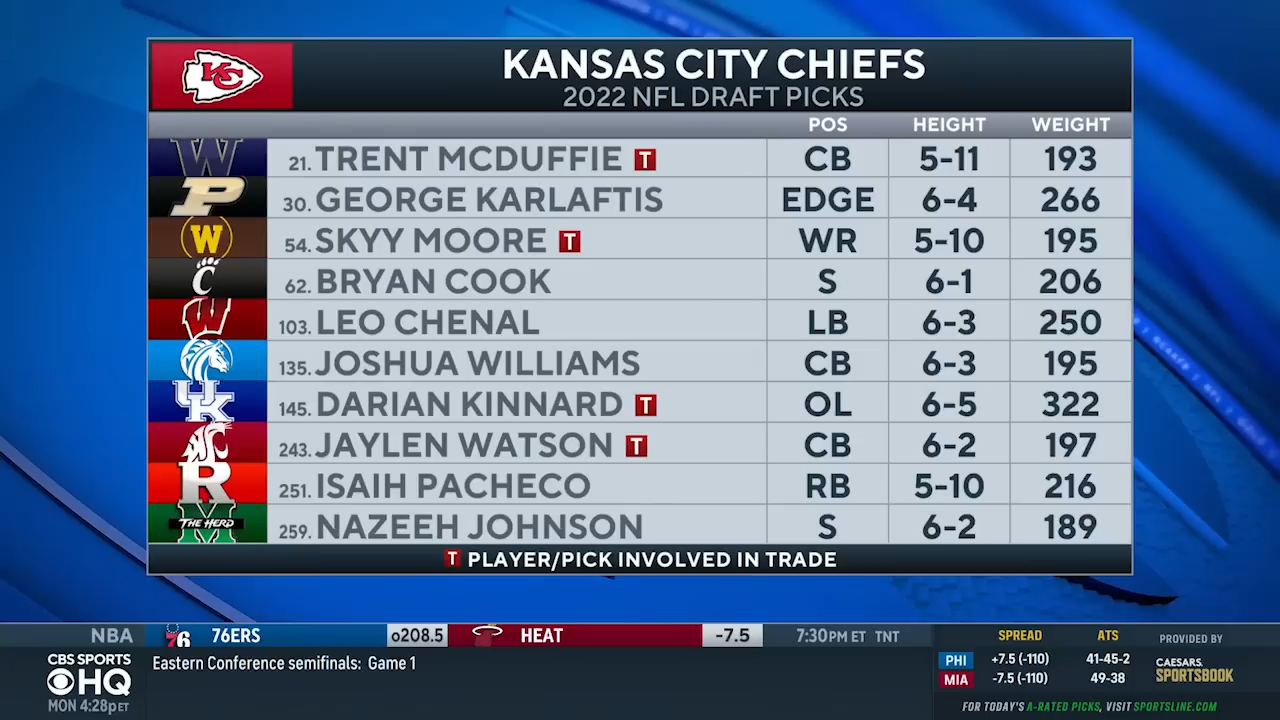 KANSAS CITY CHIEFS
2022 NFL DRAFT PICKS
POS HEIGHT WEIGHT
W 21. TRENT MCDUFFIE T CB 5-11 193
P 30. GEORGE KARLAFTIS EDGE 6-4 266
W 54. SKYY MOORE T WR 5-10 195
C 62. BRYAN COOK S 6-1 206
W 103. LEO CHENAL LB 6-3 250
135. JOSHUA WILLIAMS CB 6-3 195
UK 145. DARIAN KINNARD T OL 6-5 322
243. JAYLEN WATSON T CB 6-2 197
R 251. ISAIH PACHECO RB 5-10 216
M THE HERD 259. NAZEEH JOHNSON S 6-2 189
T PLAYER/PICK INVOLVED IN TRADE
NBA 76 76ERS o208.5 HEAT -7.5 7:30PM ET TNT
Eastern Conference semifinals: Game 1
CBS SPORTS
HQ
MON 4:28PET
SPREAD ATS PROVIDED BY
PHI +7.5 (-110) 41-45-2 CAESARS
MIA -7.5 (-110) 49-38 SPORTSBOOK
FOR TODAY'S A-RATED PICKS, VISIT SPORTSLINE.COM
KC